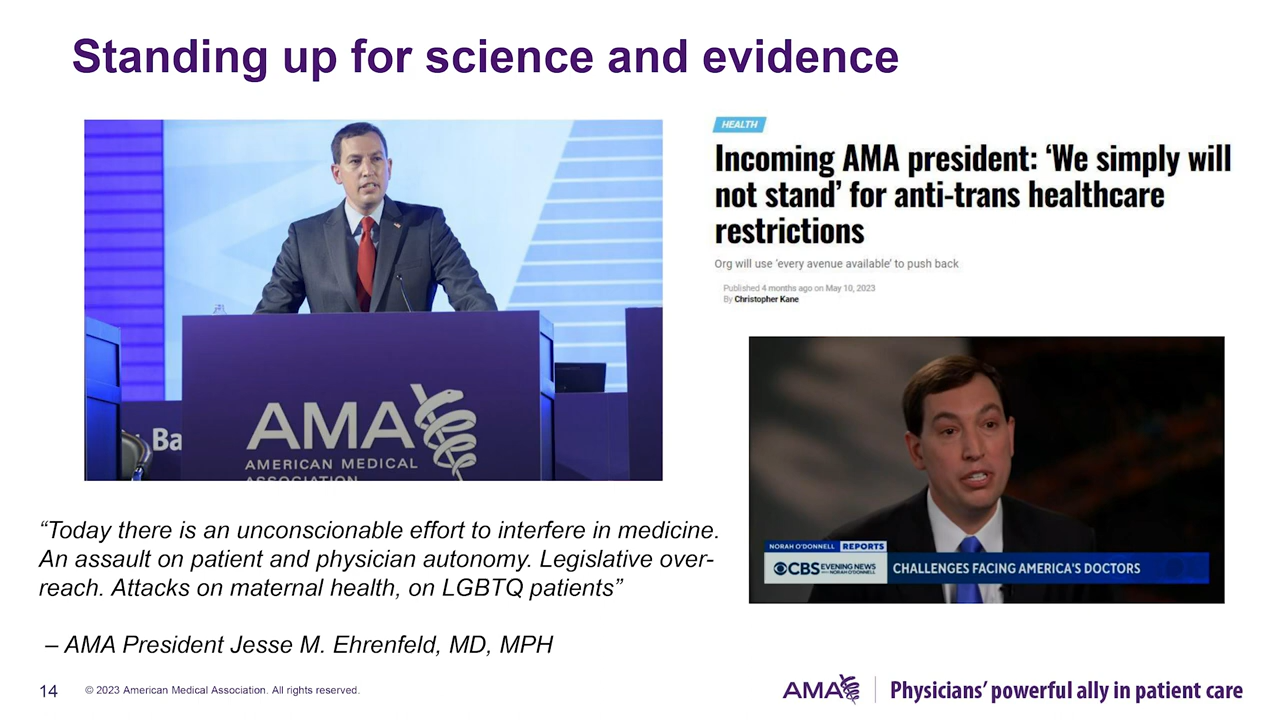 Standing up for science and evidence
HEALTH
Incoming AMA president: ‘We simply will
not stand’ for anti-trans healthcare
restrictions
Org will use ‘every avenue available’ to push back
Published 4 months ago on May 10, 2023
By Christopher Kane
Ba
AMA
AMERICAN MEDICAL
ASSOCIATION
NORAH O'DONNELL REPORTS
CBS EVENING NEWS
WITH NORAH O'DONNELL
CHALLENGES FACING AMERICA'S DOCTORS
“Today there is an unconscionable effort to interfere in medicine.
An assault on patient and physician autonomy. Legislative over-
reach. Attacks on maternal health, on LGBTQ patients”
– AMA President Jesse M. Ehrenfeld, MD, MPH
14
© 2023 American Medical Association. All rights reserved.
AMA
Physicians’ powerful ally in patient care